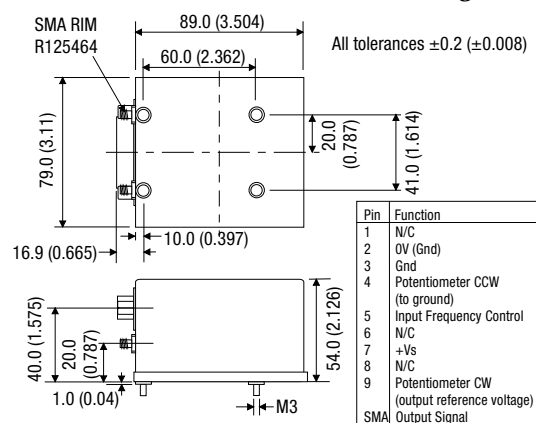 89.0 (3.504)
SMA RIM
R125464
All tolerances ±0.2 (±0.008)
60.0 (2.362)
79.0 (3.11)
20.0
(0.787)
41.0 (1.614)
10.0 (0.397)
16.9 (0.665)
Pin Function
1 N/C
2 0V (Gnd)
3 Gnd
4 Potentiometer CCW
(to ground)
5 Input Frequency Control
6 N/C
7 +Vs
8 N/C
9 Potentiometer CW
(output reference voltage)
SMA Output Signal
40.0 (1.575)
20.0
(0.787)
54.0 (2.126)
1.0 (0.04)
M3